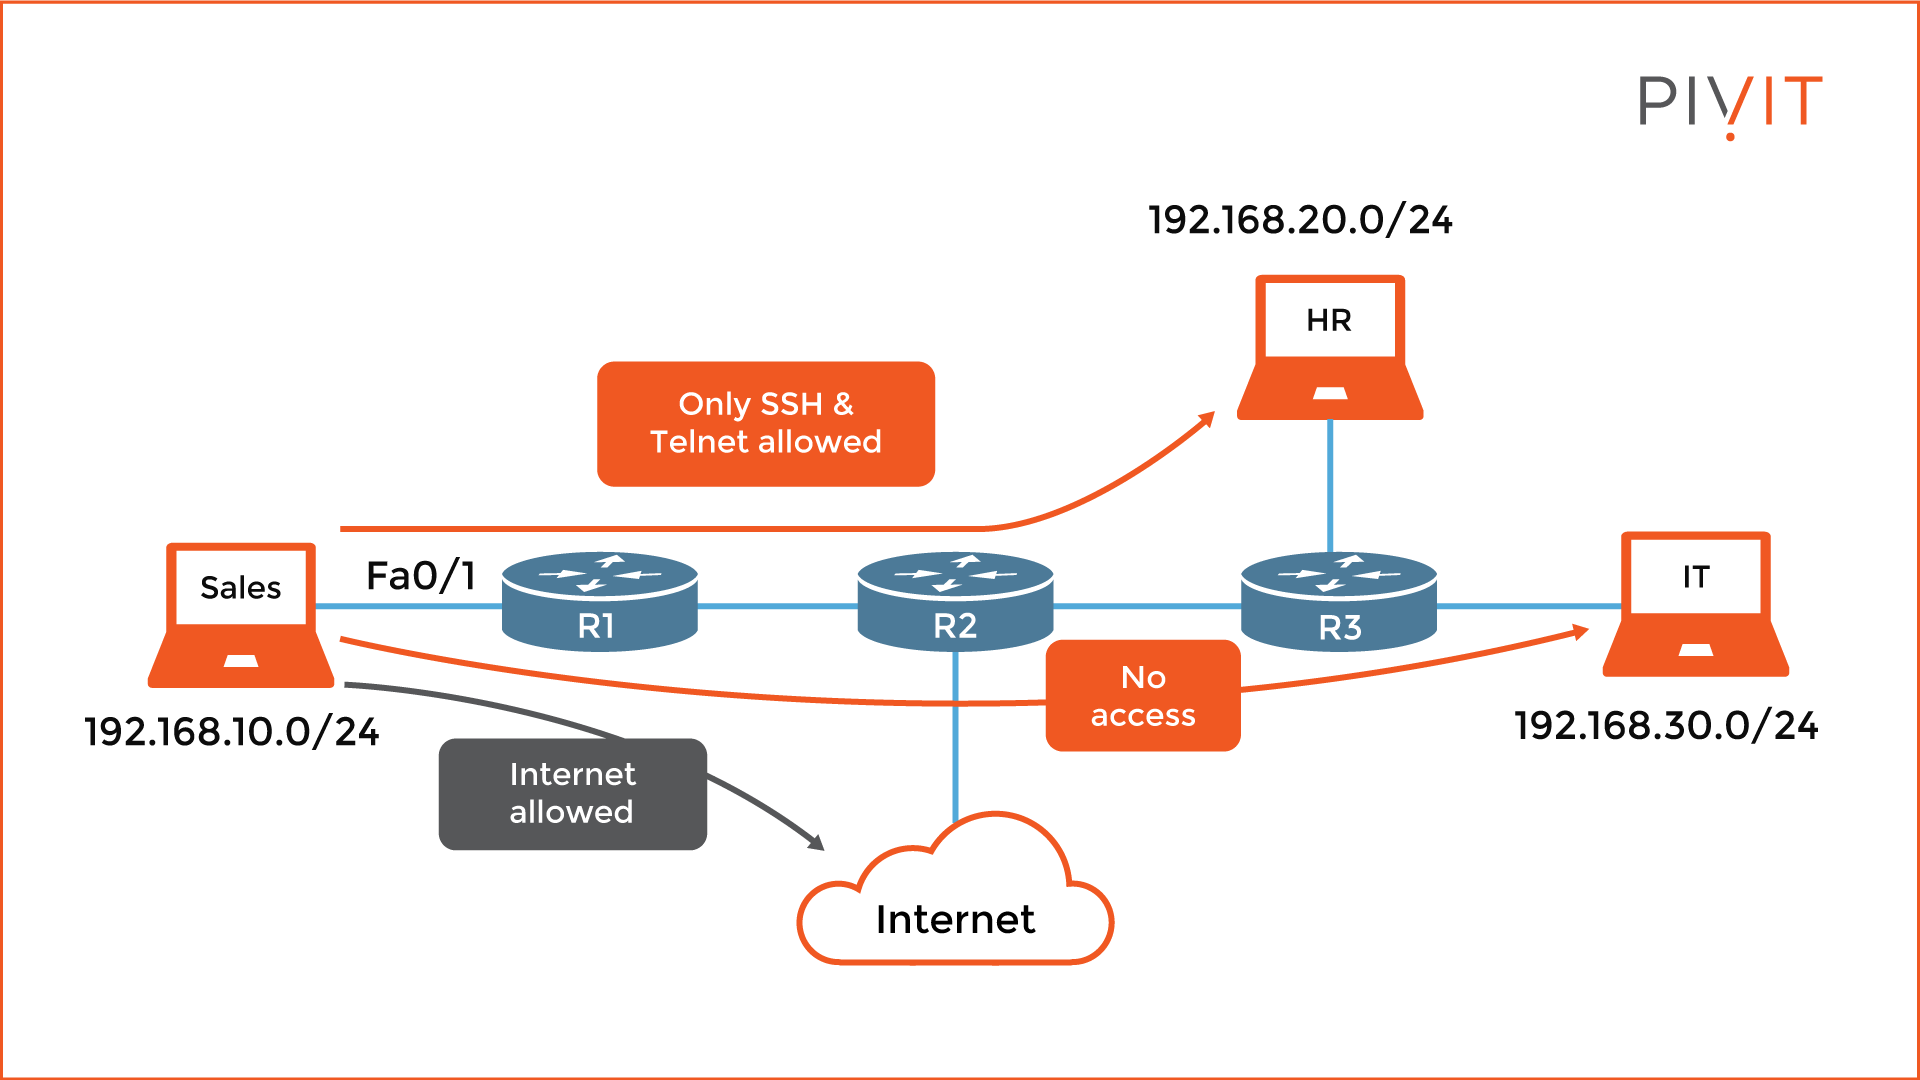 PIVIT
192.168.20.0/24
HR
Only SSH &
Telnet allowed
Fa0/1
Sales
R1
R2
R3
IT
No
access
192.168.10.0/24
192.168.30.0/24
Internet
allowed
Internet